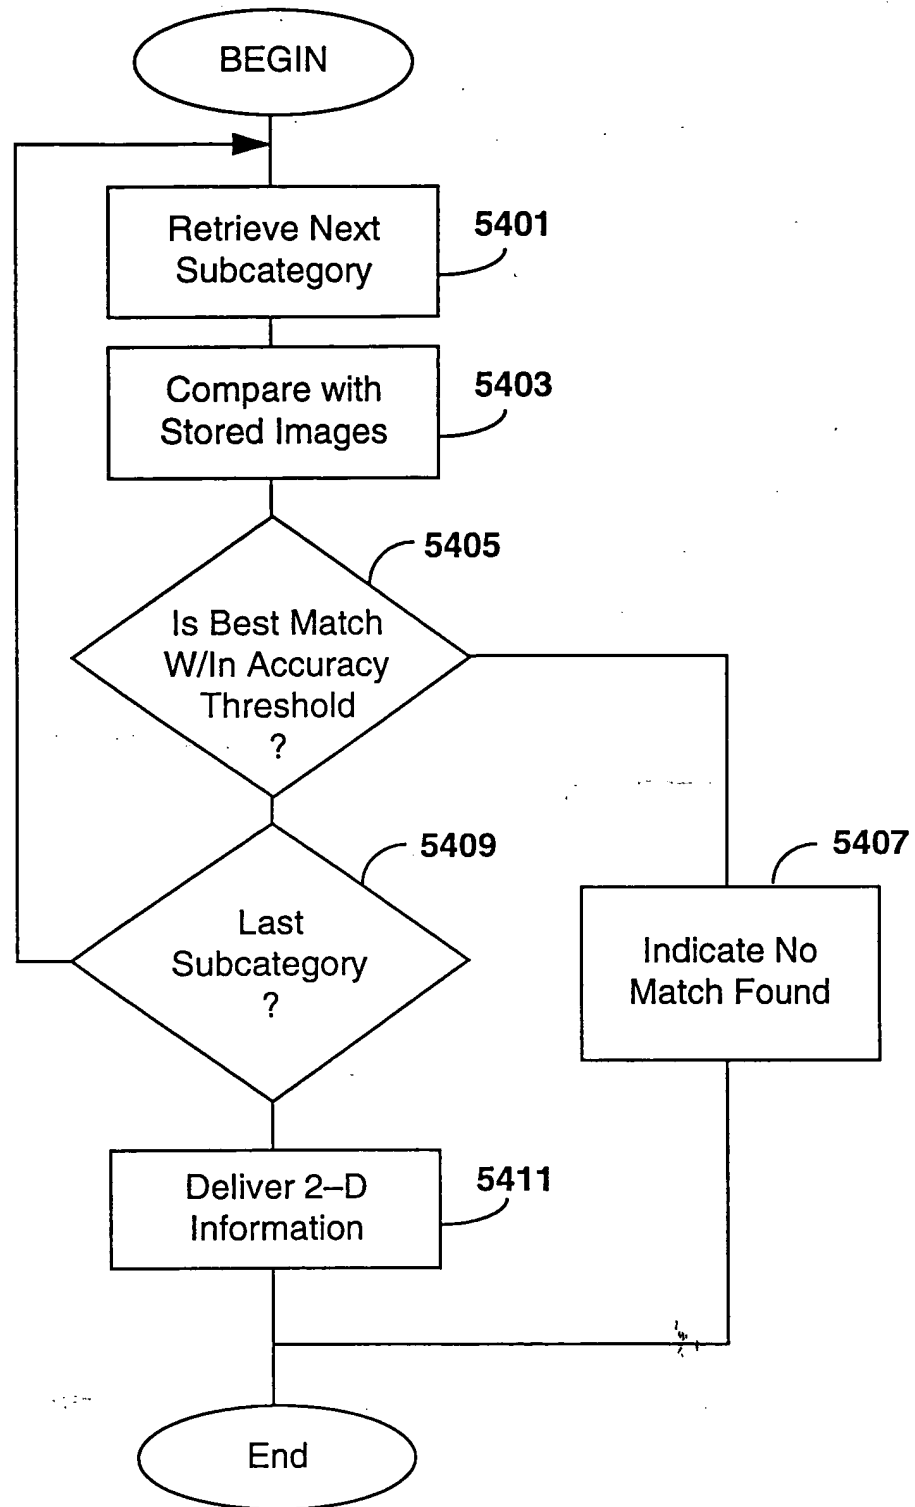 BEGIN
Retrieve Next
Subcategory
5401
Compare with
Stored Images
5403
5405
Is Best Match
W/In Accuracy
Threshold
?
5409
Last
Subcategory
?
5407
Indicate No
Match Found
Deliver 2–D
Information
5411
End